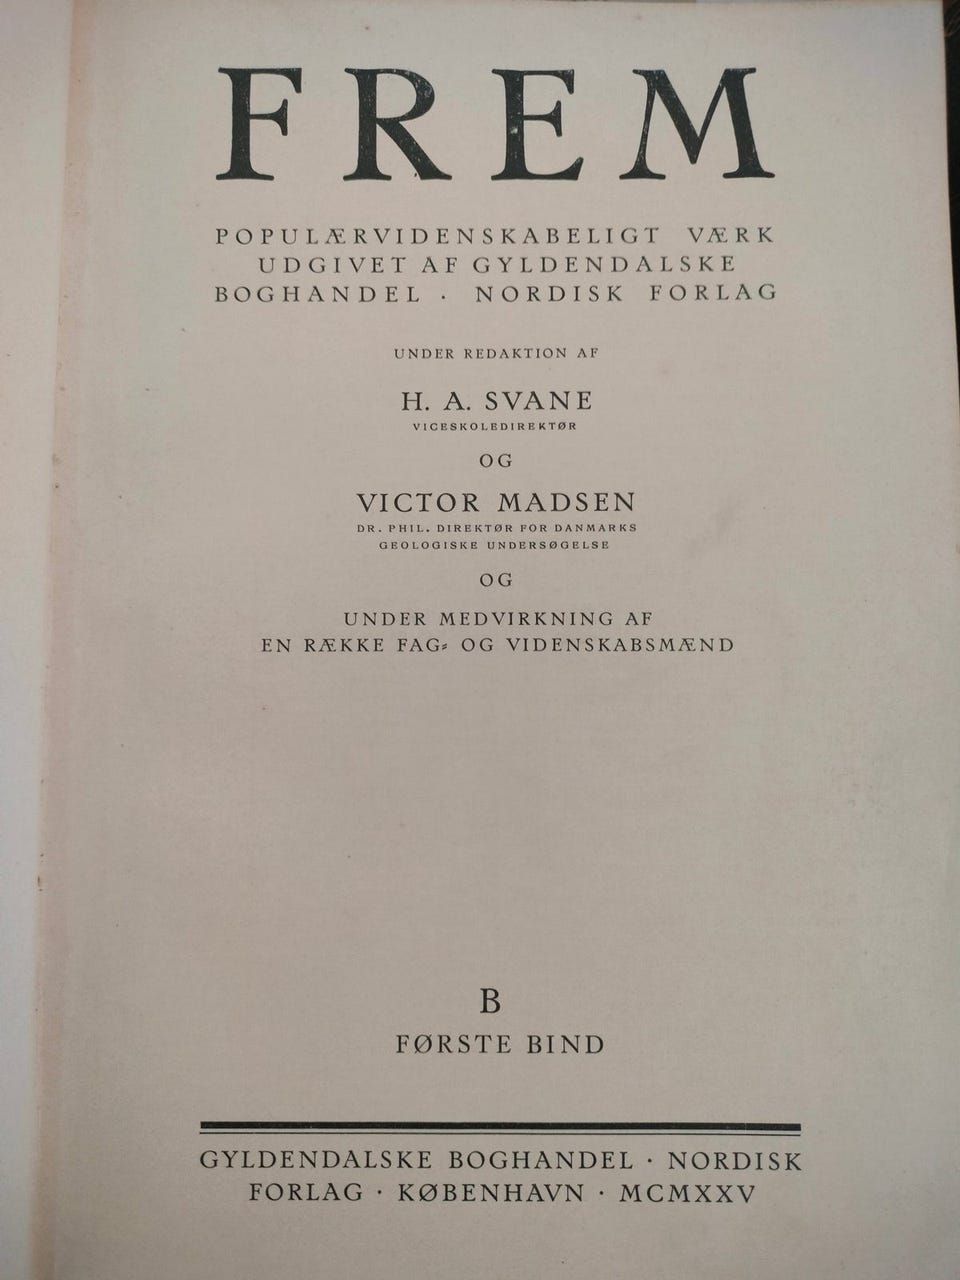 FREM
POPULÆRVIDENSKABELIGT VÆRK
UDGIVET AF GYLDENDALSKE
BOGHANDEL · NORDISK FORLAG
UNDER REDAKTION AF
H. A. SVANE
VICESKOLEDIREKTØR
OG
VICTOR MADSEN
DR. PHIL. DIREKTØR FOR DANMARKS
GEOLOGISKE UNDERSØGELSE
OG
UNDER MEDVIRKNING AF
EN RÆKKE FAG⸗ OG VIDENSKABSMÆND
B
FØRSTE BIND
GYLDENDALSKE BOGHANDEL · NORDISK
FORLAG · KØBENHAVN · MCMXXV